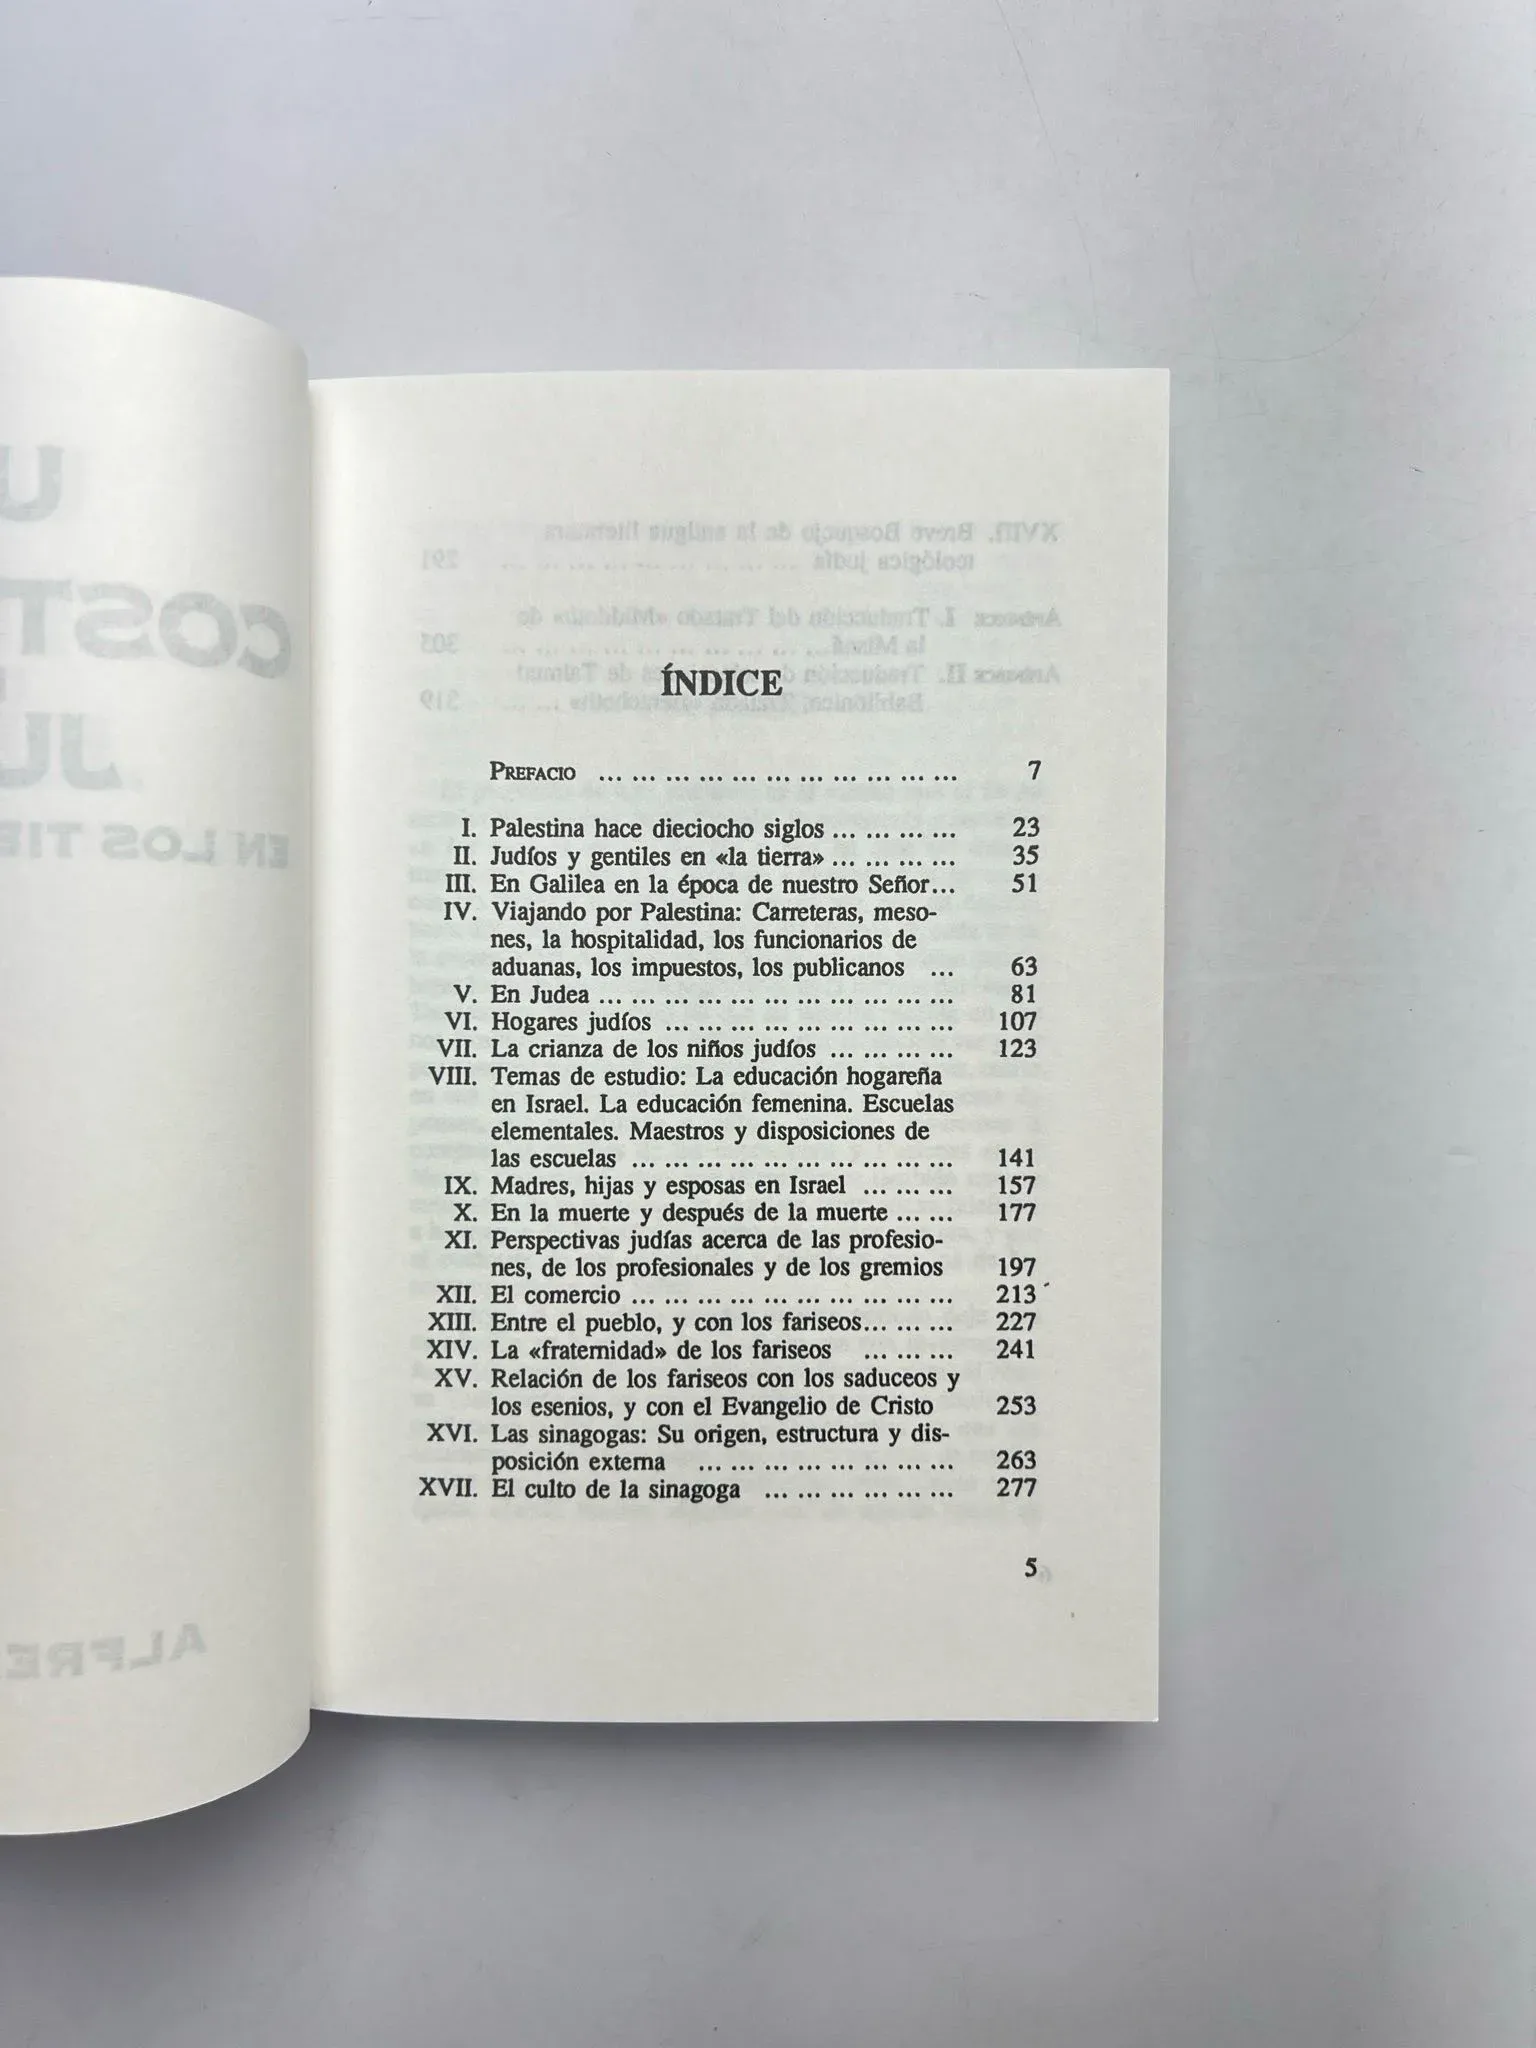 ÍNDICE
PREFACIO ... ... ... ... ... ... ... ... ... ... ... 7
I. Palestina hace dieciocho siglos ... ... ... ... 23
II. Judíos y gentiles en «la tierra» ... ... ... ... 35
III. En Galilea en la época de nuestro Señor... 51
IV. Viajando por Palestina: Carreteras, meso-
nes, la hospitalidad, los funcionarios de
aduanas, los impuestos, los publicanos ... 63
V. En Judea ... ... ... ... ... ... ... ... ... ... ... 81
VI. Hogares judíos ... ... ... ... ... ... ... ... ... 107
VII. La crianza de los niños judíos ... ... ... ... 123
VIII. Temas de estudio: La educación hogareña
en Israel. La educación femenina. Escuelas
elementales. Maestros y disposiciones de
las escuelas ... ... ... ... ... ... ... ... ... ... 141
IX. Madres, hijas y esposas en Israel ... ... ... 157
X. En la muerte y después de la muerte ... ... 177
XI. Perspectivas judías acerca de las profesio-
nes, de los profesionales y de los gremios 197
XII. El comercio ... ... ... ... ... ... ... ... ... ... 213
XIII. Entre el pueblo, y con los fariseos... ... ... 227
XIV. La «fraternidad» de los fariseos ... ... ... 241
XV. Relación de los fariseos con los saduceos y
los esenios, y con el Evangelio de Cristo 253
XVI. Las sinagogas: Su origen, estructura y dis-
posición externa ... ... ... ... ... ... ... ... 263
XVII. El culto de la sinagoga ... ... ... ... ... ... 277
5